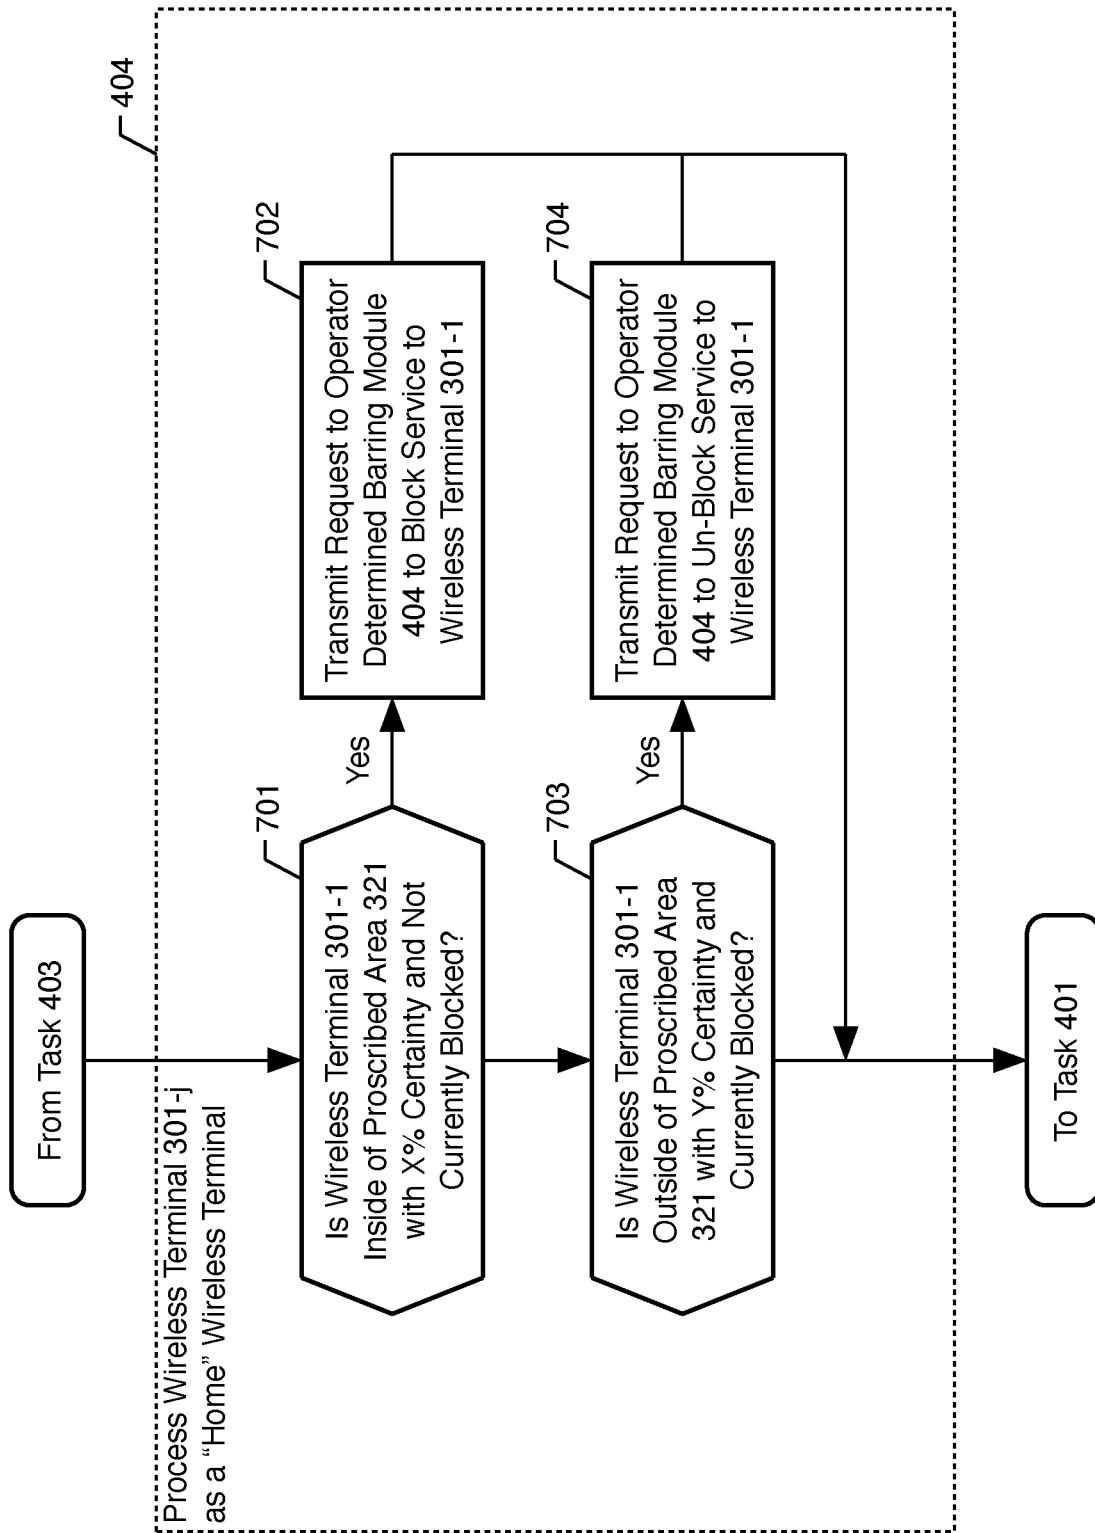 From Task 403
404
Process Wireless Terminal 301-j
as a “Home” Wireless Terminal
701
Is Wireless Terminal 301-1
Inside of Proscribed Area 321
with X% Certainty and Not
Currently Blocked?
Yes
702
Transmit Request to Operator
Determined Barring Module
404 to Block Service to
Wireless Terminal 301-1
703
Is Wireless Terminal 301-1
Outside of Proscribed Area
321 with Y% Certainty and
Currently Blocked?
Yes
704
Transmit Request to Operator
Determined Barring Module
404 to Un-Block Service to
Wireless Terminal 301-1
To Task 401